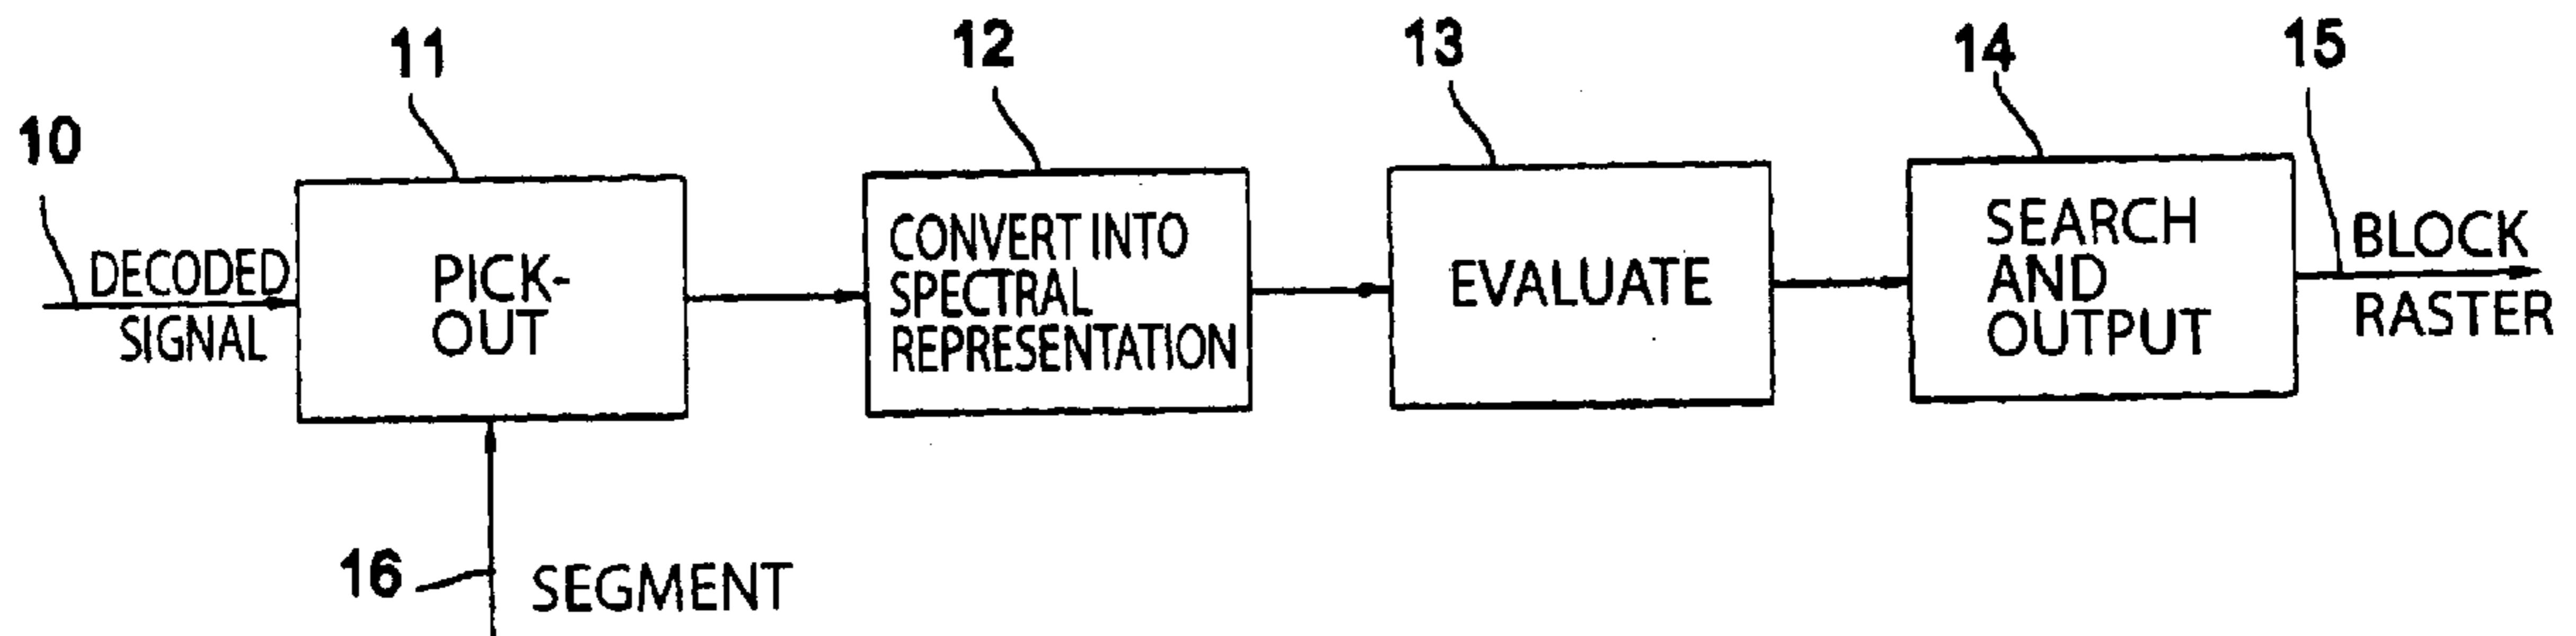 10
11
12
13
14
15
DECODED
SIGNAL
PICK-
OUT
CONVERT INTO
SPECTRAL
REPRESENTATION
EVALUATE
SEARCH
AND
OUTPUT
BLOCK
RASTER
16
SEGMENT